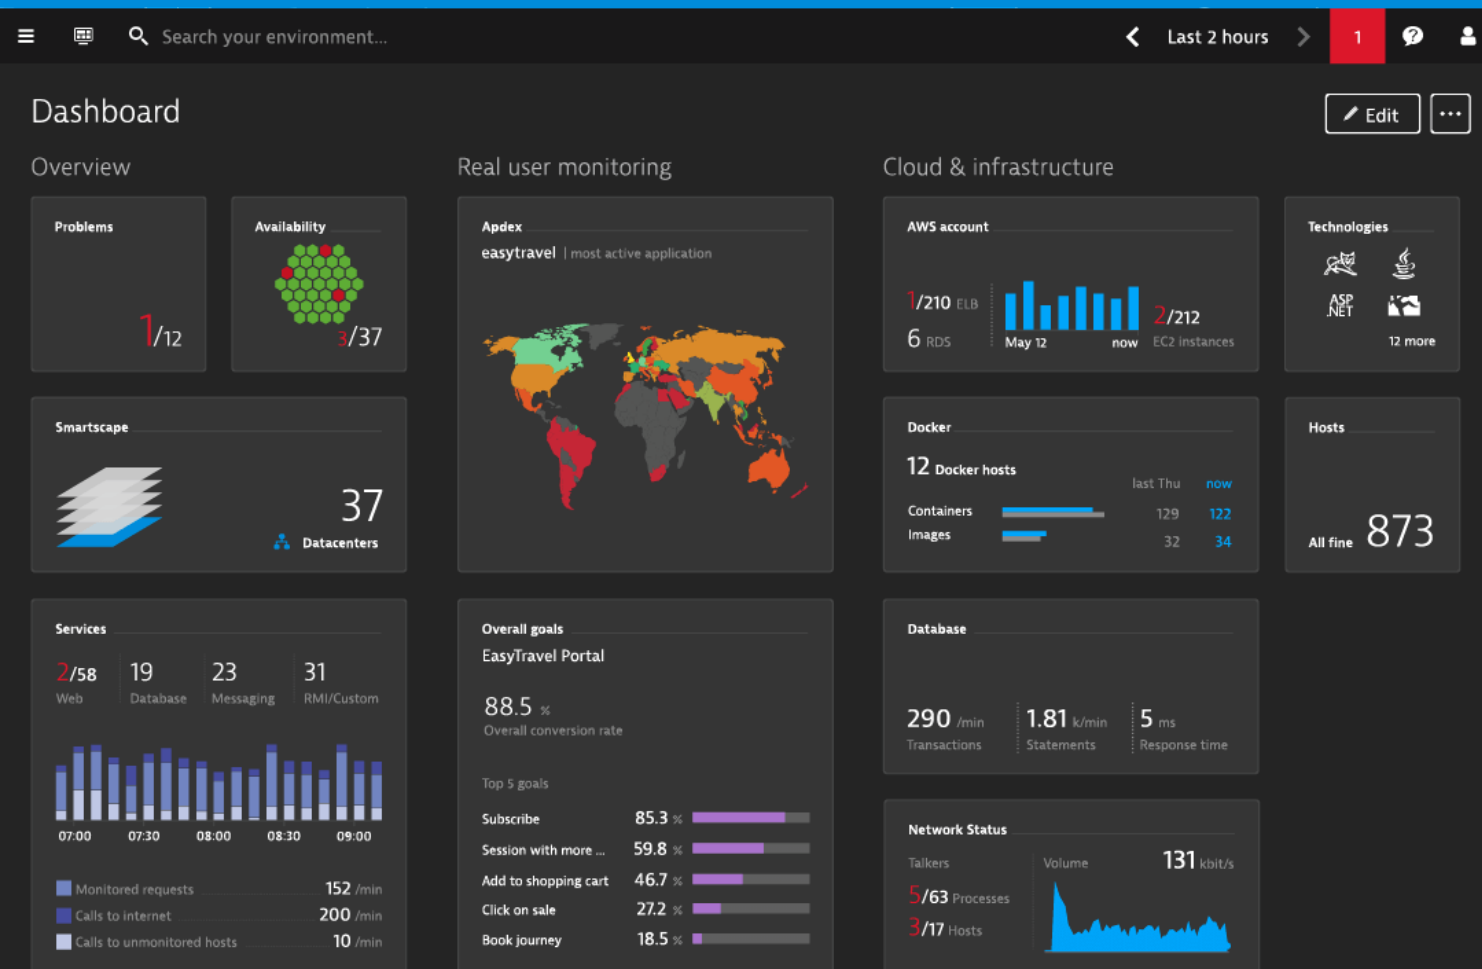 Search your environment...
Last 2 hours
1
?
Dashboard
Edit
Overview
Real user monitoring
Cloud & infrastructure
Problems
1/12
Availability
3/37
Apdex
easytravel | most active application
AWS account
1/210 ELB
6 RDS
May 12
now
2/212
EC2 instances
Technologies
ASP
.NET
12 more
Smartscape
37
Datacenters
Docker
12 Docker hosts
last Thu now
Containers 129 122
Images 32 34
Hosts
All fine 873
Services
2/58 19 23 31
Web Database Messaging RMI/Custom
07:00 07:30 08:00 08:30 09:00
Monitored requests 152 /min
Calls to internet 200 /min
Calls to unmonitored hosts 10 /min
Overall goals
EasyTravel Portal
88.5 %
Overall conversion rate
Top 5 goals
Subscribe 85.3 %
Session with more ... 59.8 %
Add to shopping cart 46.7 %
Click on sale 27.2 %
Book journey 18.5 %
Database
290 /min 1.81 k/min 5 ms
Transactions Statements Response time
Network Status
Talkers
5/63 Processes
3/17 Hosts
Volume 131 kbit/s